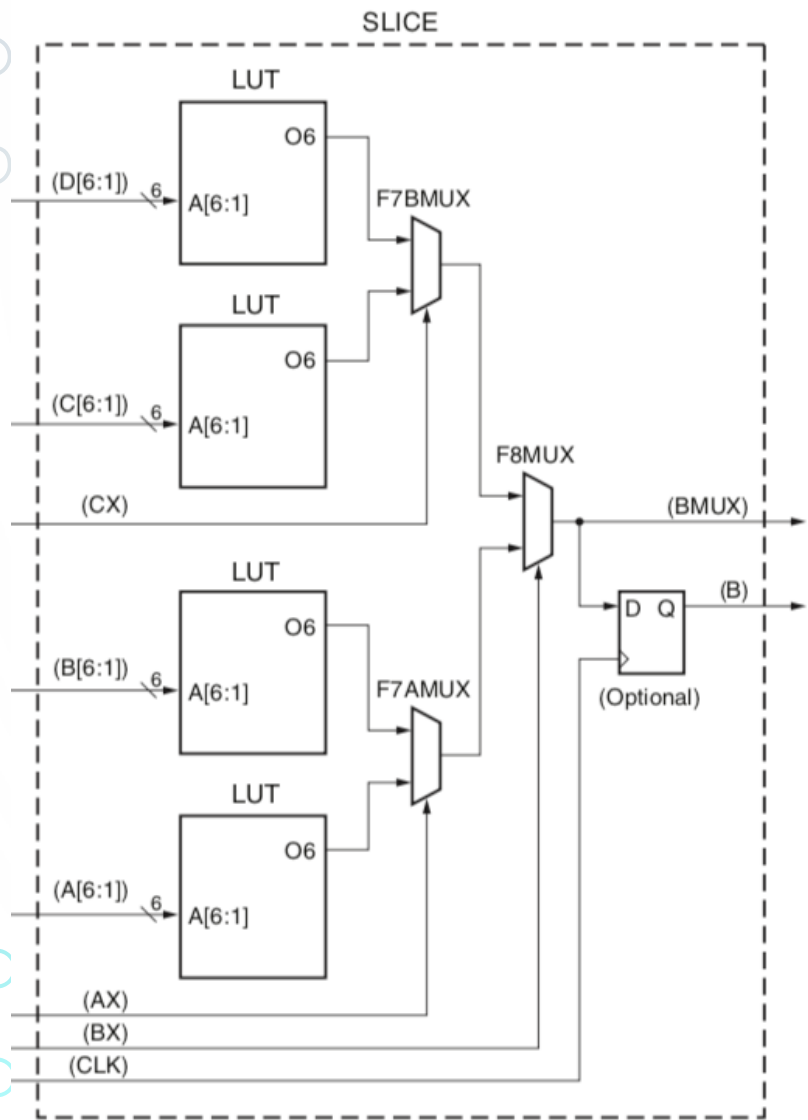 SLICE
LUT
O6
(D[6:1])
6
A[6:1]
F7BMUX
LUT
O6
(C[6:1])
6
A[6:1]
F8MUX
(CX)
(BMUX)
LUT
O6
(B)
D Q
(B[6:1])
6
A[6:1]
F7AMUX
(Optional)
LUT
O6
(A[6:1])
6
A[6:1]
(AX)
(BX)
(CLK)